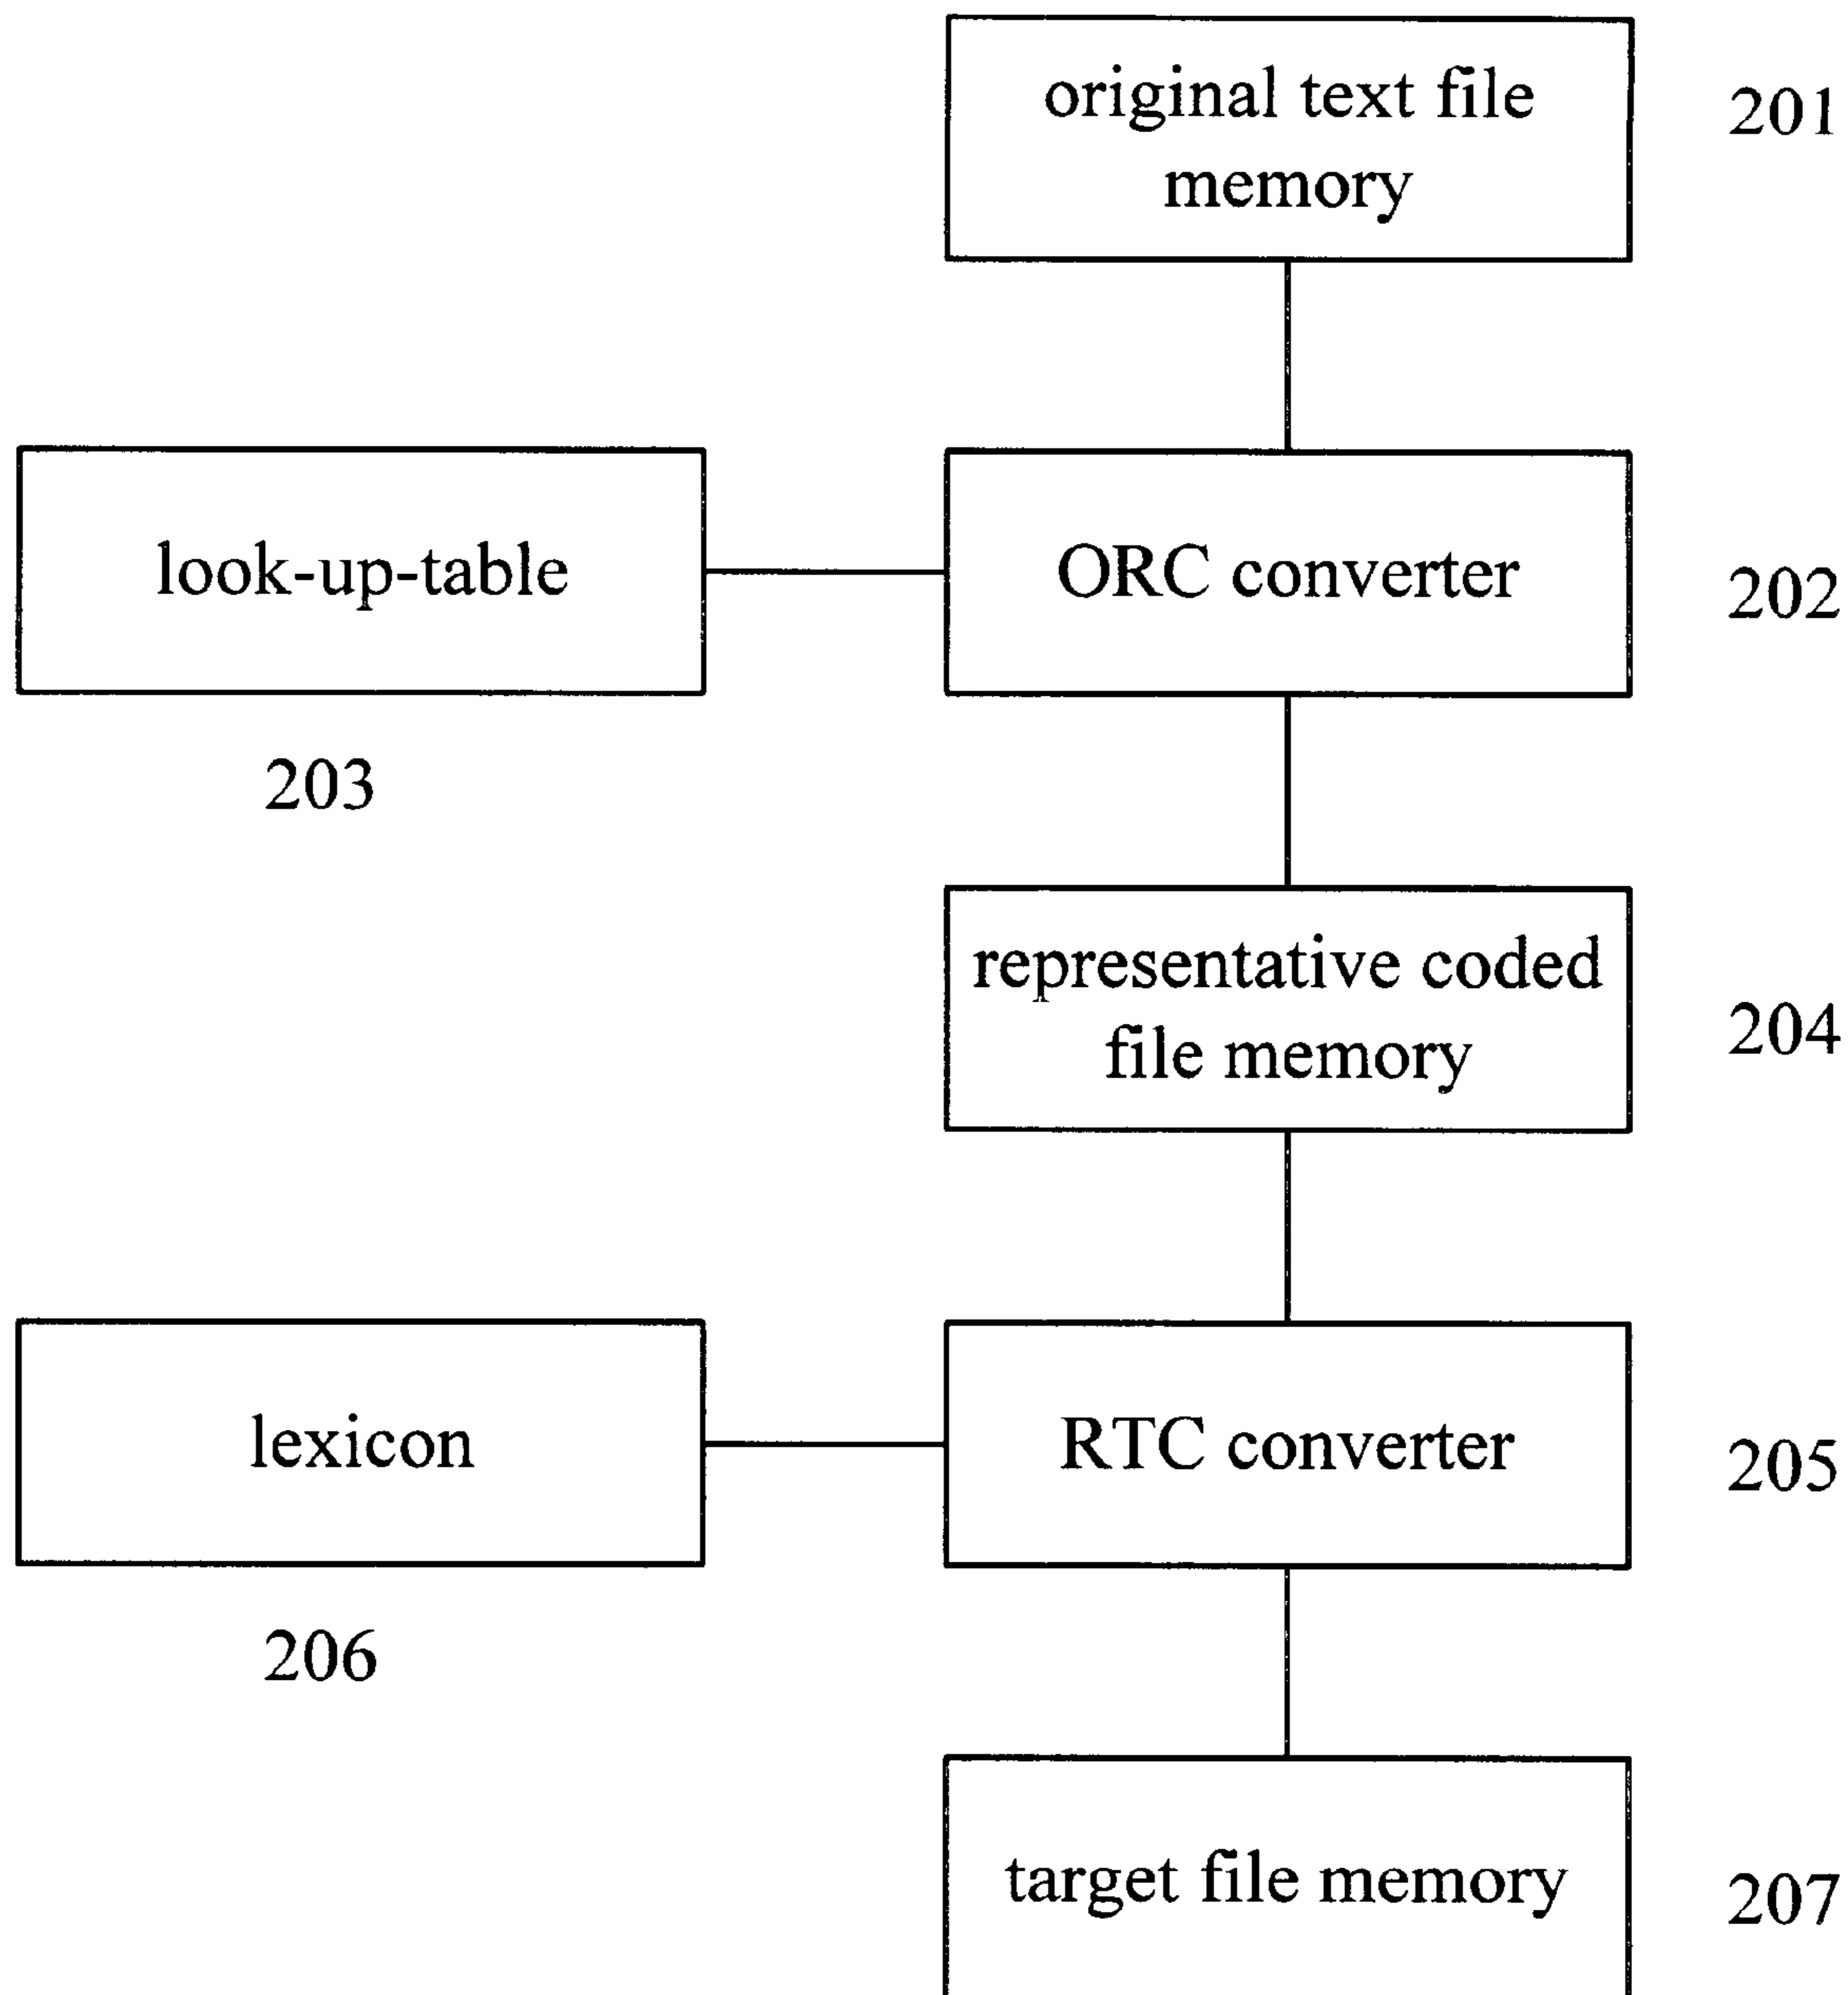 original text file
memory
201
look-up-table
ORC converter
202
203
representative coded
file memory
204
lexicon
RTC converter
205
206
target file memory
207